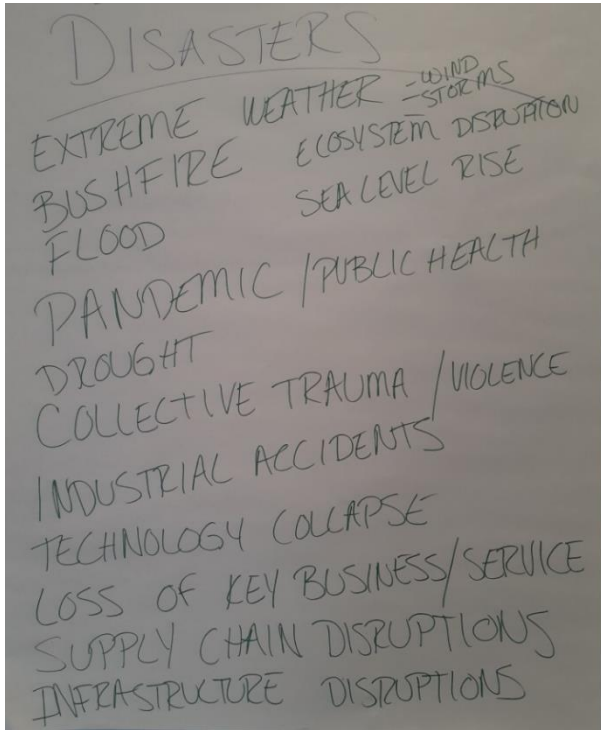 DISASTERS
EXTREME WEATHER - WIND
- STORMS
BUSHFIRE ECOSYSTEM DISRUPTION
FLOOD SEA LEVEL RISE
PANDEMIC / PUBLIC HEALTH
DROUGHT
COLLECTIVE TRAUMA / VIOLENCE
INDUSTRIAL ACCIDENTS
TECHNOLOGY COLLAPSE
LOSS OF KEY BUSINESS/SERVICE
SUPPLY CHAIN DISRUPTIONS
INFRASTRUCTURE DISRUPTIONS